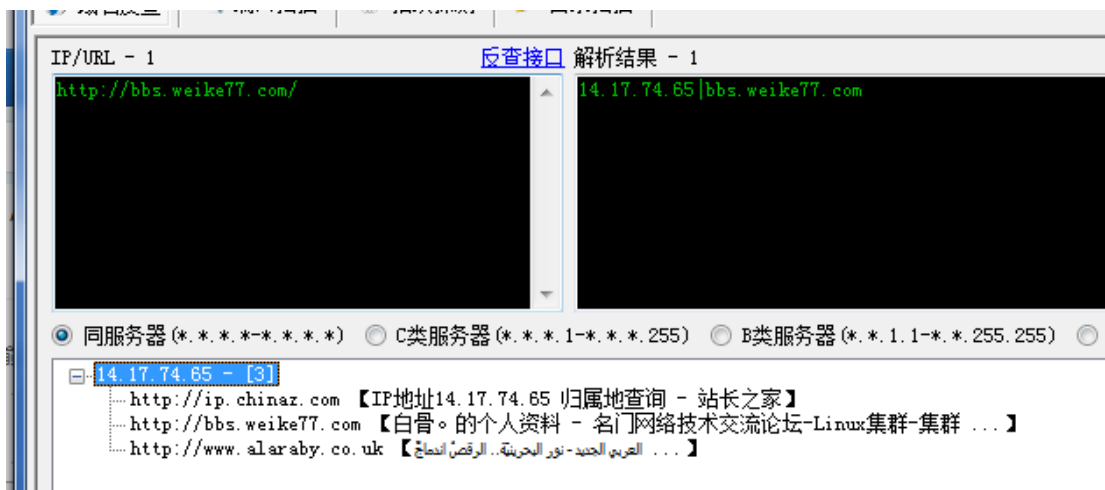 IP/URL - 1
反查接口
解析结果 - 1
http://bbs.weike77.com/
14.17.74.65|bbs.weike77.com
同服务器(*.*.*.*-*.*.*.*)
C类服务器(*.*.*.1-*.*.*.255)
B类服务器(*.*.1.1-*.*.255.255)
14.17.74.65 - [3]
http://ip.chinaz.com 【IP地址14.17.74.65 归属地查询 - 站长之家】
http://bbs.weike77.com 【白骨。的个人资料 - 名门网络技术交流论坛-Linux集群-集群 ...】
http://www.alaraby.co.uk 【العربي الجديد - نور البحرينيّة.. الرقصُ اندماجٌ ... 】